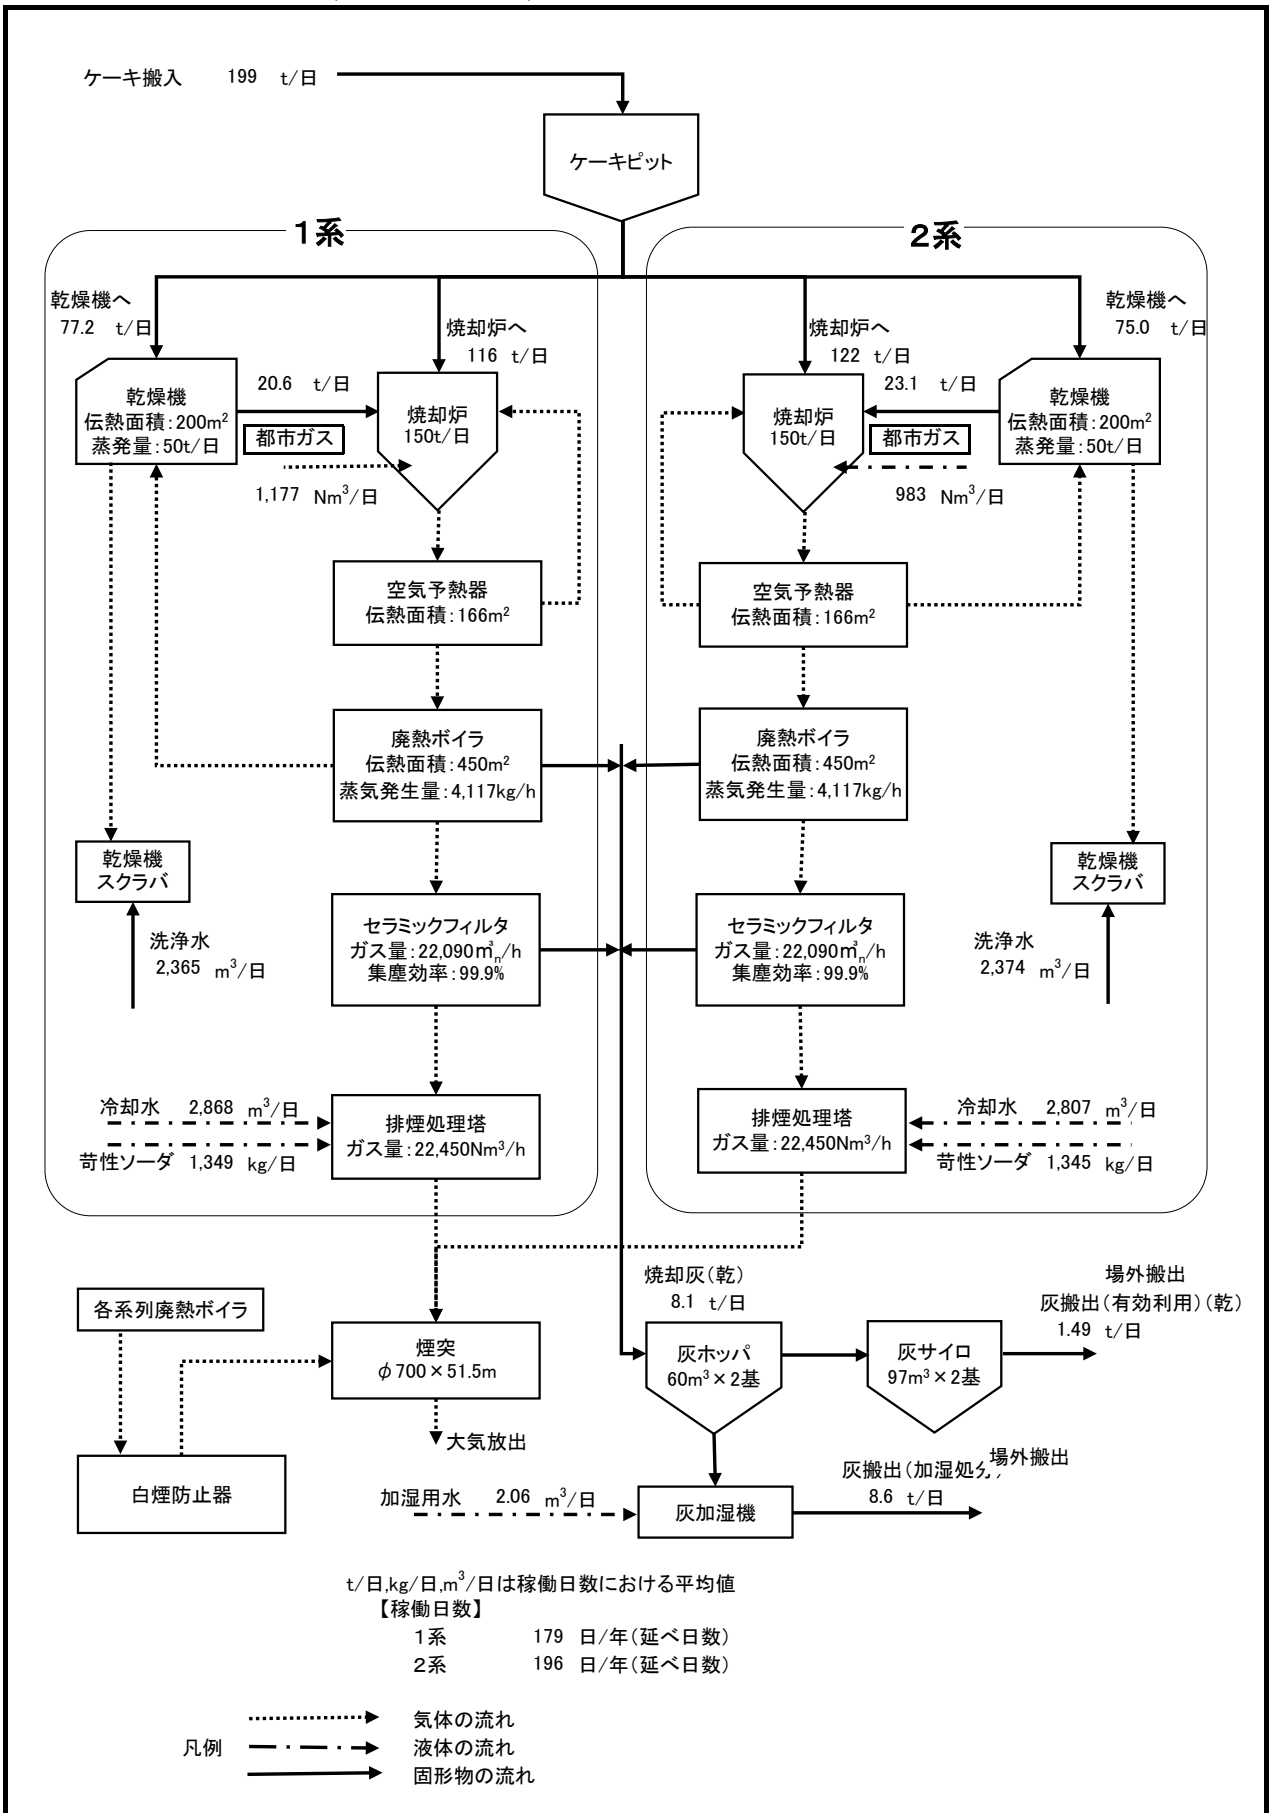 ケーキ搬入 199 t/日
ケーキピット
1系
2系
乾燥機へ
77.2 t/日
焼却炉へ
116 t/日
焼却炉へ
122 t/日
乾燥機へ
75.0 t/日
乾燥機
伝熱面積:200m²
蒸発量:50t/日
20.6 t/日
都市ガス
1,177 Nm³/日
焼却炉
150t/日
焼却炉
150t/日
23.1 t/日
都市ガス
983 Nm³/日
乾燥機
伝熱面積:200m²
蒸発量:50t/日
空気予熱器
伝熱面積:166m²
空気予熱器
伝熱面積:166m²
廃熱ボイラ
伝熱面積:450m²
蒸気発生量:4,117kg/h
廃熱ボイラ
伝熱面積:450m²
蒸気発生量:4,117kg/h
乾燥機
スクラバ
乾燥機
スクラバ
洗浄水
2,365 m³/日
セラミックフィルタ
ガス量:22,090㎥n/h
集塵効率:99.9%
セラミックフィルタ
ガス量:22,090㎥n/h
集塵効率:99.9%
洗浄水
2,374 m³/日
冷却水 2,868 m³/日
苛性ソーダ 1,349 kg/日
排煙処理塔
ガス量:22,450Nm³/h
排煙処理塔
ガス量:22,450Nm³/h
冷却水 2,807 m³/日
苛性ソーダ 1,345 kg/日
各系列廃熱ボイラ
煙突
φ700×51.5m
焼却灰(乾)
8.1 t/日
灰ホッパ
60m³×2基
灰サイロ
97m³×2基
場外搬出
灰搬出(有効利用)(乾)
1.49 t/日
大気放出
白煙防止器
加湿用水 2.06 m³/日
灰加湿機
場外搬出
灰搬出(加湿処分
8.6 t/日
t/日,kg/日,m³/日は稼働日数における平均値
【稼働日数】
1系 179 日/年(延べ日数)
2系 196 日/年(延べ日数)
凡例
気体の流れ
液体の流れ
固形物の流れ